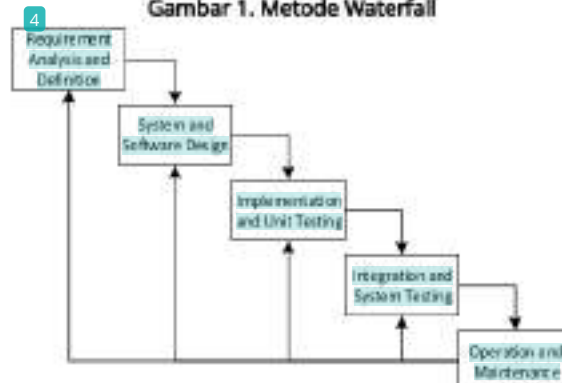 Gambar 1. Metode Waterfall
4
Requirement
Analysis and
Definition
System and
Software Design
Implementation
and Unit Testing
Integration and
System Testing
Operation and
Maintenance